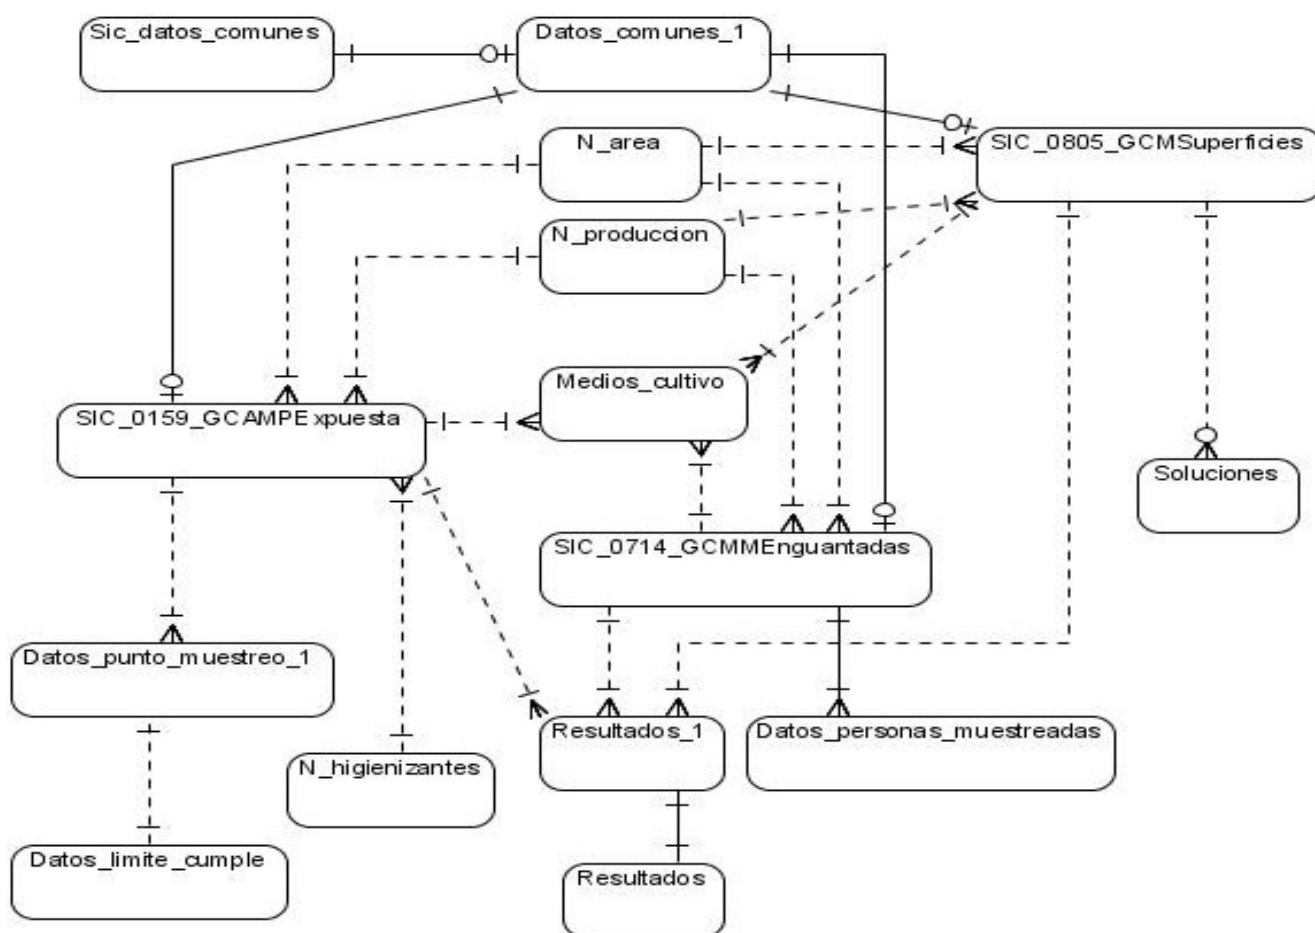 Sic_datos_comunes
Datos_comunes_1
N_area
SIC_0805_GCMSuperficies
N_produccion
Medios_cultivo
SIC_0159_GCAMPExpuesta
Soluciones
SIC_0714_GCMMEnguantadas
Datos_punto_muestreo_1
Resultados_1
Datos_personas_muestreadas
N_higienizantes
Datos_limite_cumple
Resultados